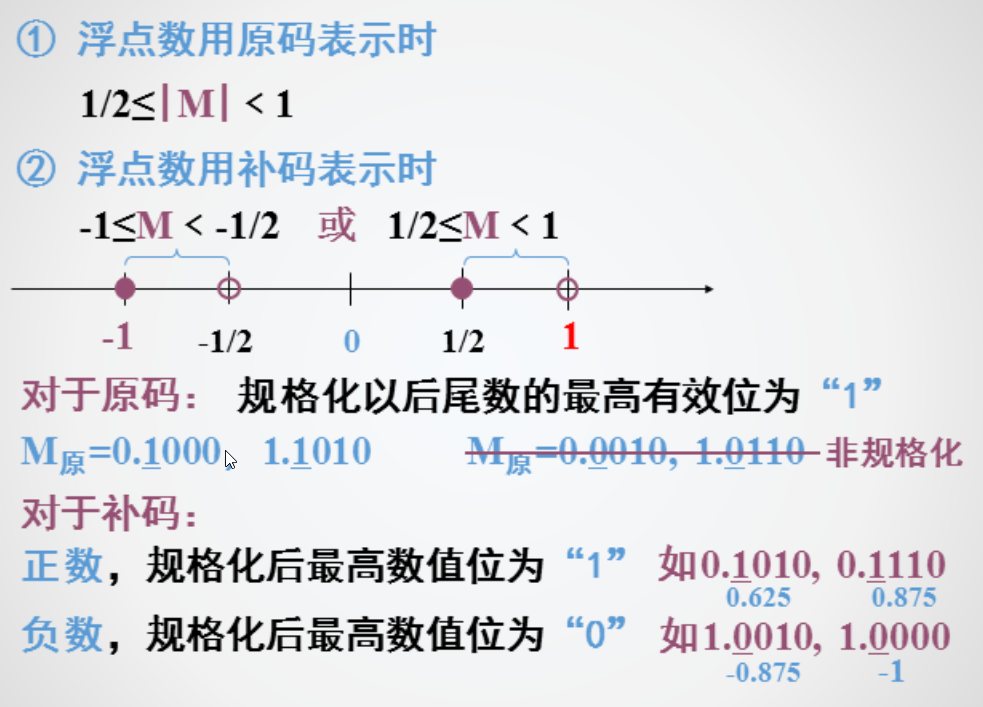 ① 浮点数用原码表示时
1/2≤|M| < 1
② 浮点数用补码表示时
-1≤M < -1/2 或 1/2≤M < 1
-1 -1/2 0 1/2 1
对于原码： 规格化以后尾数的最高有效位为“1”
M原=0.1000, 1.1010 M原=0.0010, 1.0110 非规格化
对于补码：
正数，规格化后最高数值位为“1” 如0.1010, 0.1110
0.625 0.875
负数，规格化后最高数值位为“0” 如1.0010, 1.0000
-0.875 -1